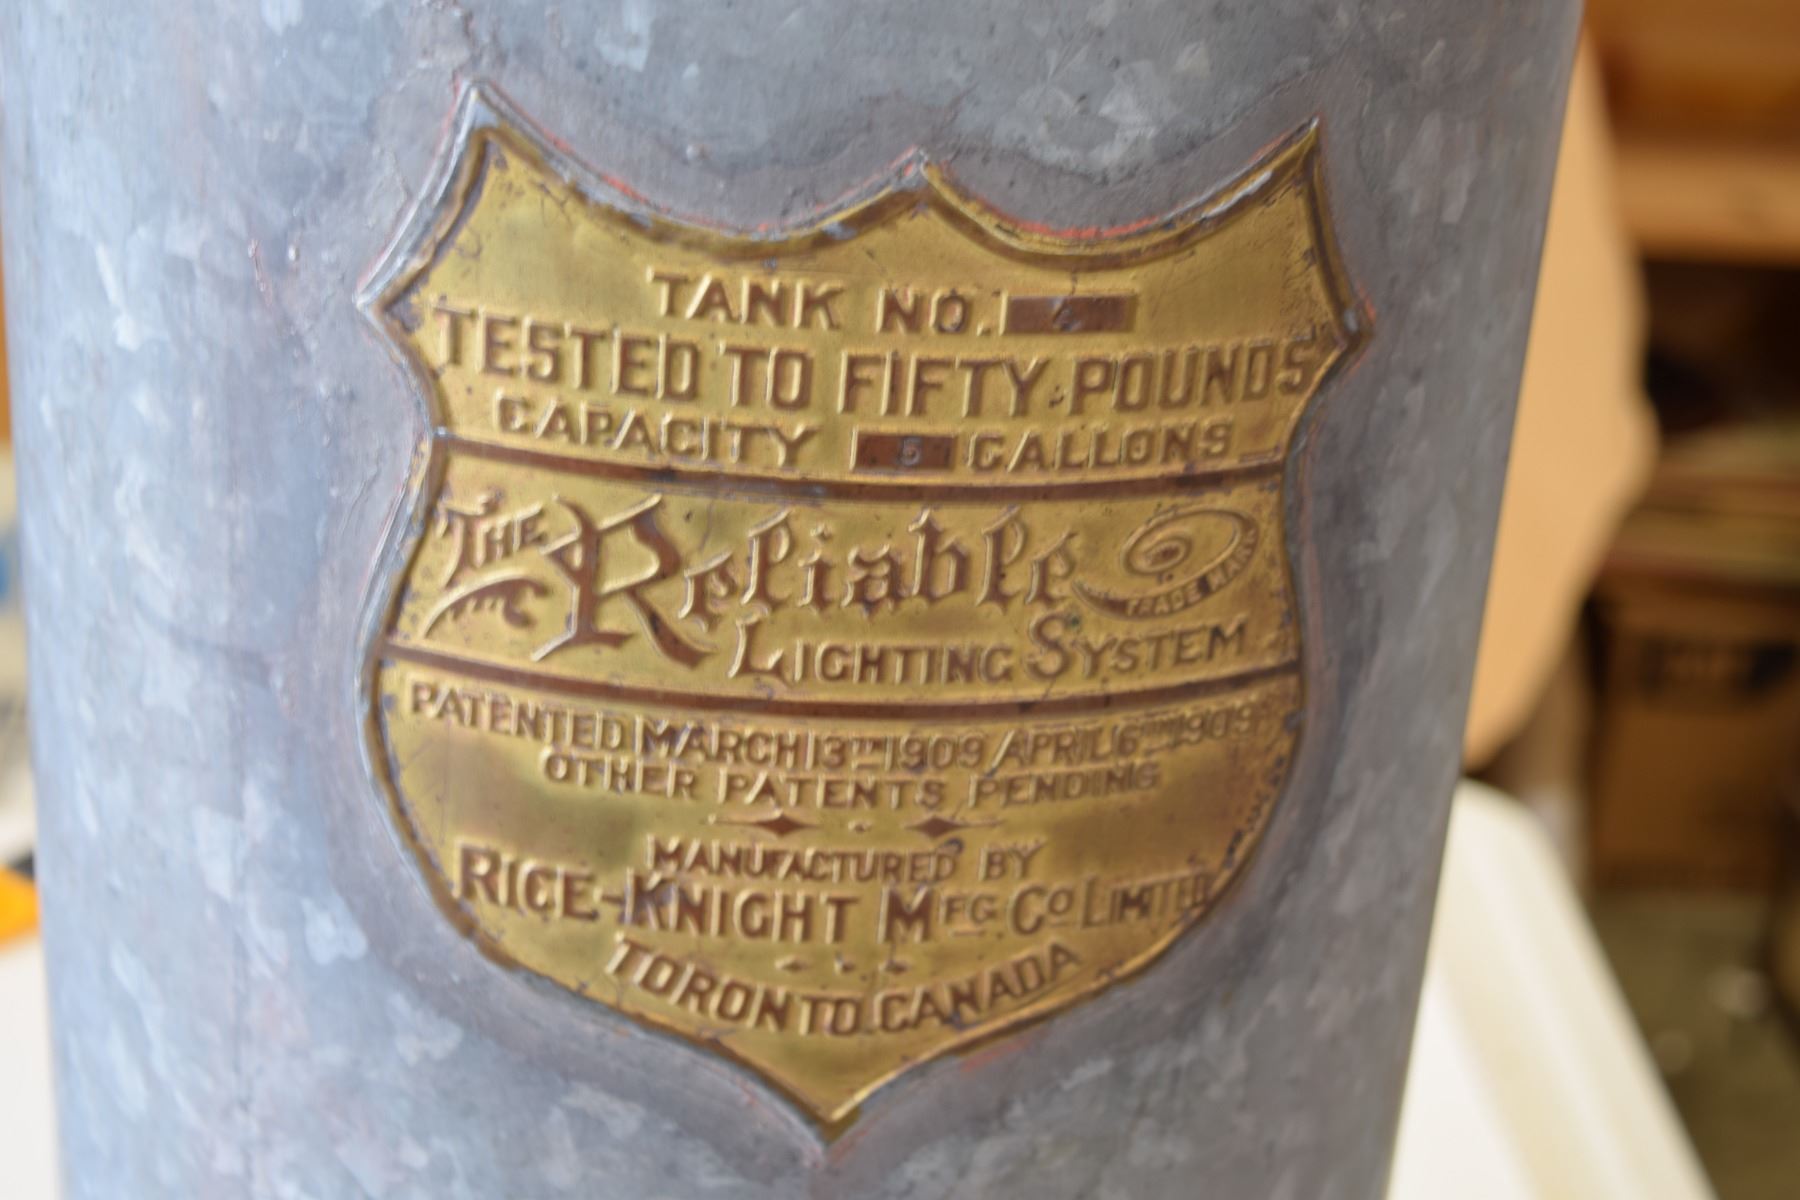 TANK NO.
TESTED TO FIFTY POUNDS
CAPACITY 5 GALLONS
THE Reliable
TRADE MARK
LIGHTING SYSTEM
PATENTED MARCH 13TH 1909 APRIL 6TH 1909
OTHER PATENTS PENDING
MANUFACTURED BY
RICE-KNIGHT MFG CO LIMITED
TORONTO. CANADA